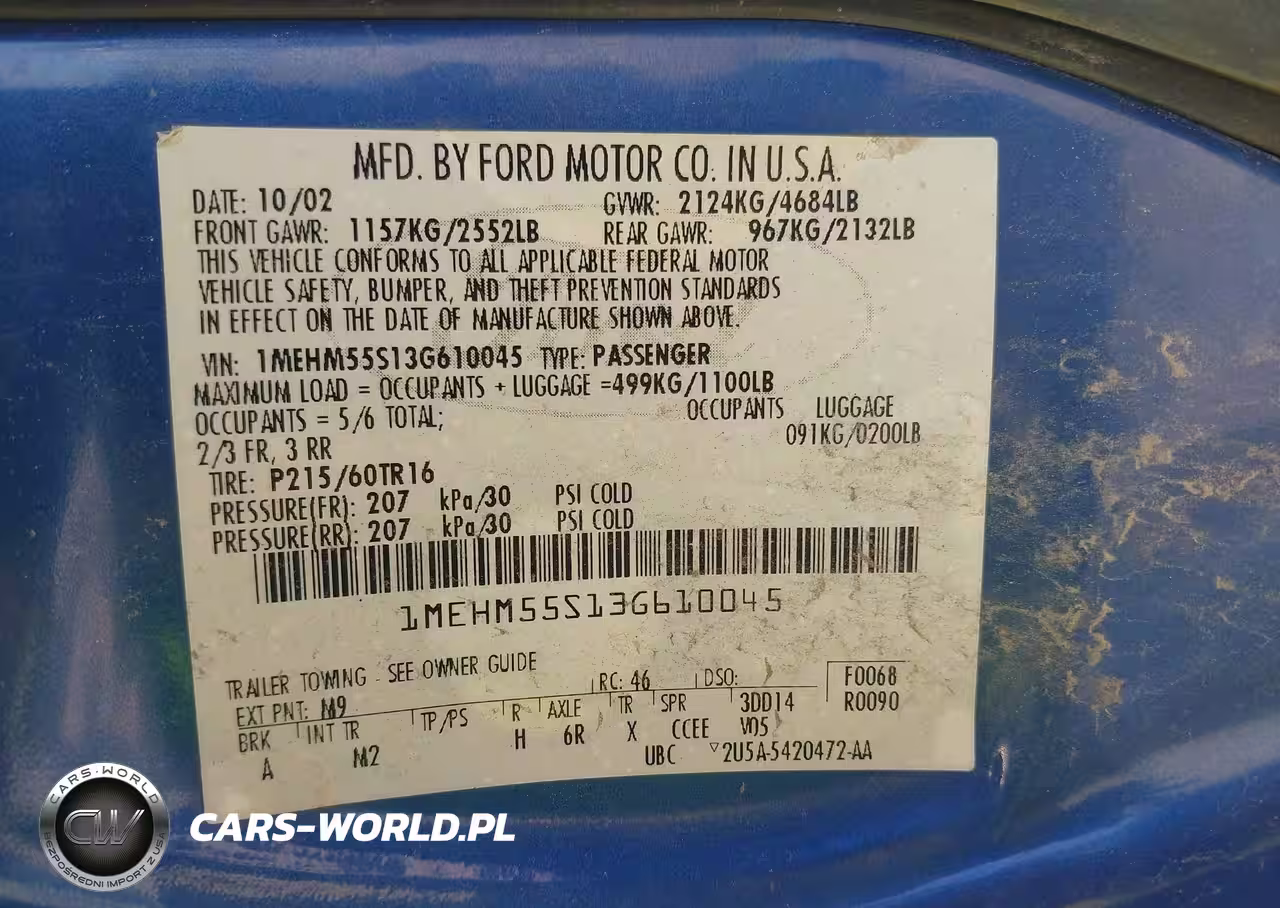 MFD. BY FORD MOTOR CO. IN U.S.A.
DATE: 10/02 GVWR: 2124KG/4684LB
FRONT GAWR: 1157KG/2552LB REAR GAWR: 967KG/2132LB
THIS VEHICLE CONFORMS TO ALL APPLICABLE FEDERAL MOTOR
VEHICLE SAFETY, BUMPER, AND THEFT PREVENTION STANDARDS
IN EFFECT ON THE DATE OF MANUFACTURE SHOWN ABOVE.
VIN: 1MEHM55S13G610045 TYPE: PASSENGER
MAXIMUM LOAD = OCCUPANTS + LUGGAGE =499KG/1100LB
OCCUPANTS = 5/6 TOTAL; OCCUPANTS LUGGAGE
2/3 FR, 3 RR 091KG/0200LB
TIRE: P215/60TR16
PRESSURE(FR): 207 kPa/30 PSI COLD
PRESSURE(RR): 207 kPa/30 PSI COLD
1MEHM55S13G610045
TRAILER TOWING - SEE OWNER GUIDE
EXT PNT: M9 RC: 46 DSO: F0068
BRK INT TR TP/PS R AXLE TR SPR 3DD14 R0090
A M2 H 6R X CCEE V05
UBC ▽2U5A-5420472-AA
CARS-WORLD
CW
BEZPOŚREDNI IMPORT Z USA
CARS-WORLD.PL